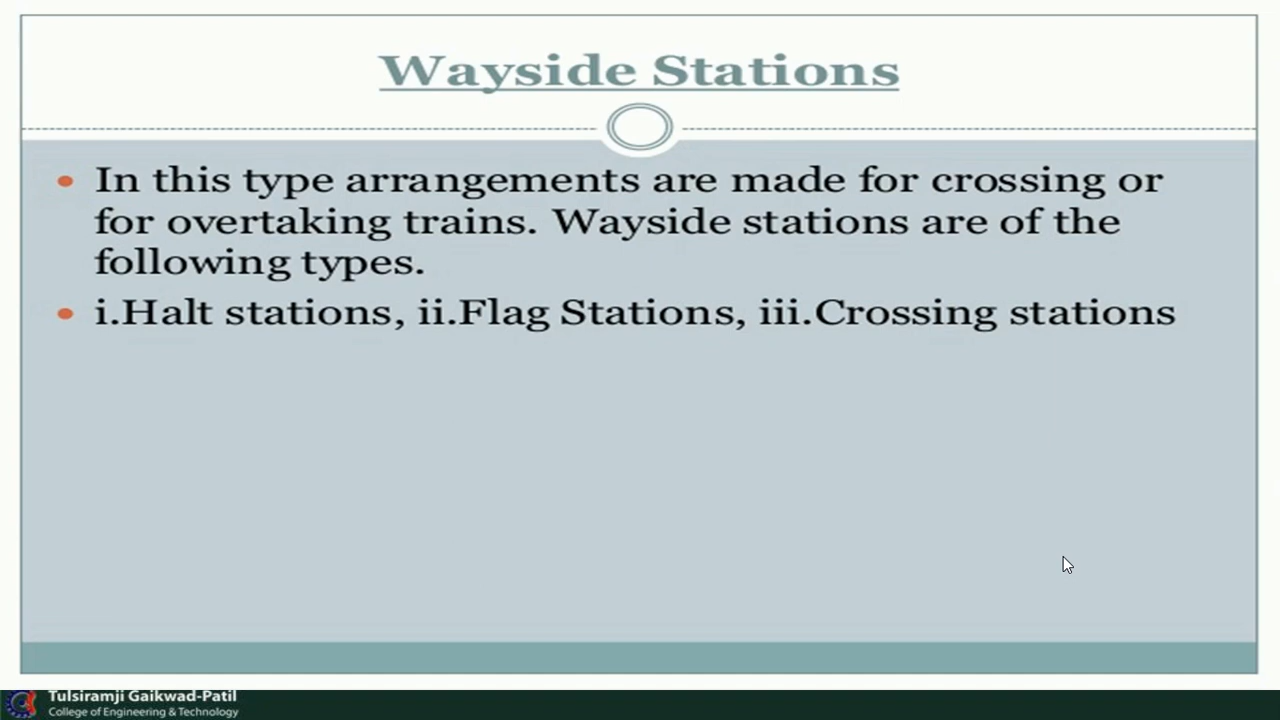 Wayside Stations
• In this type arrangements are made for crossing or
for overtaking trains. Wayside stations are of the
following types.
• i.Halt stations, ii.Flag Stations, iii.Crossing stations
Tulsiramji Gaikwad-Patil
College of Engineering & Technology